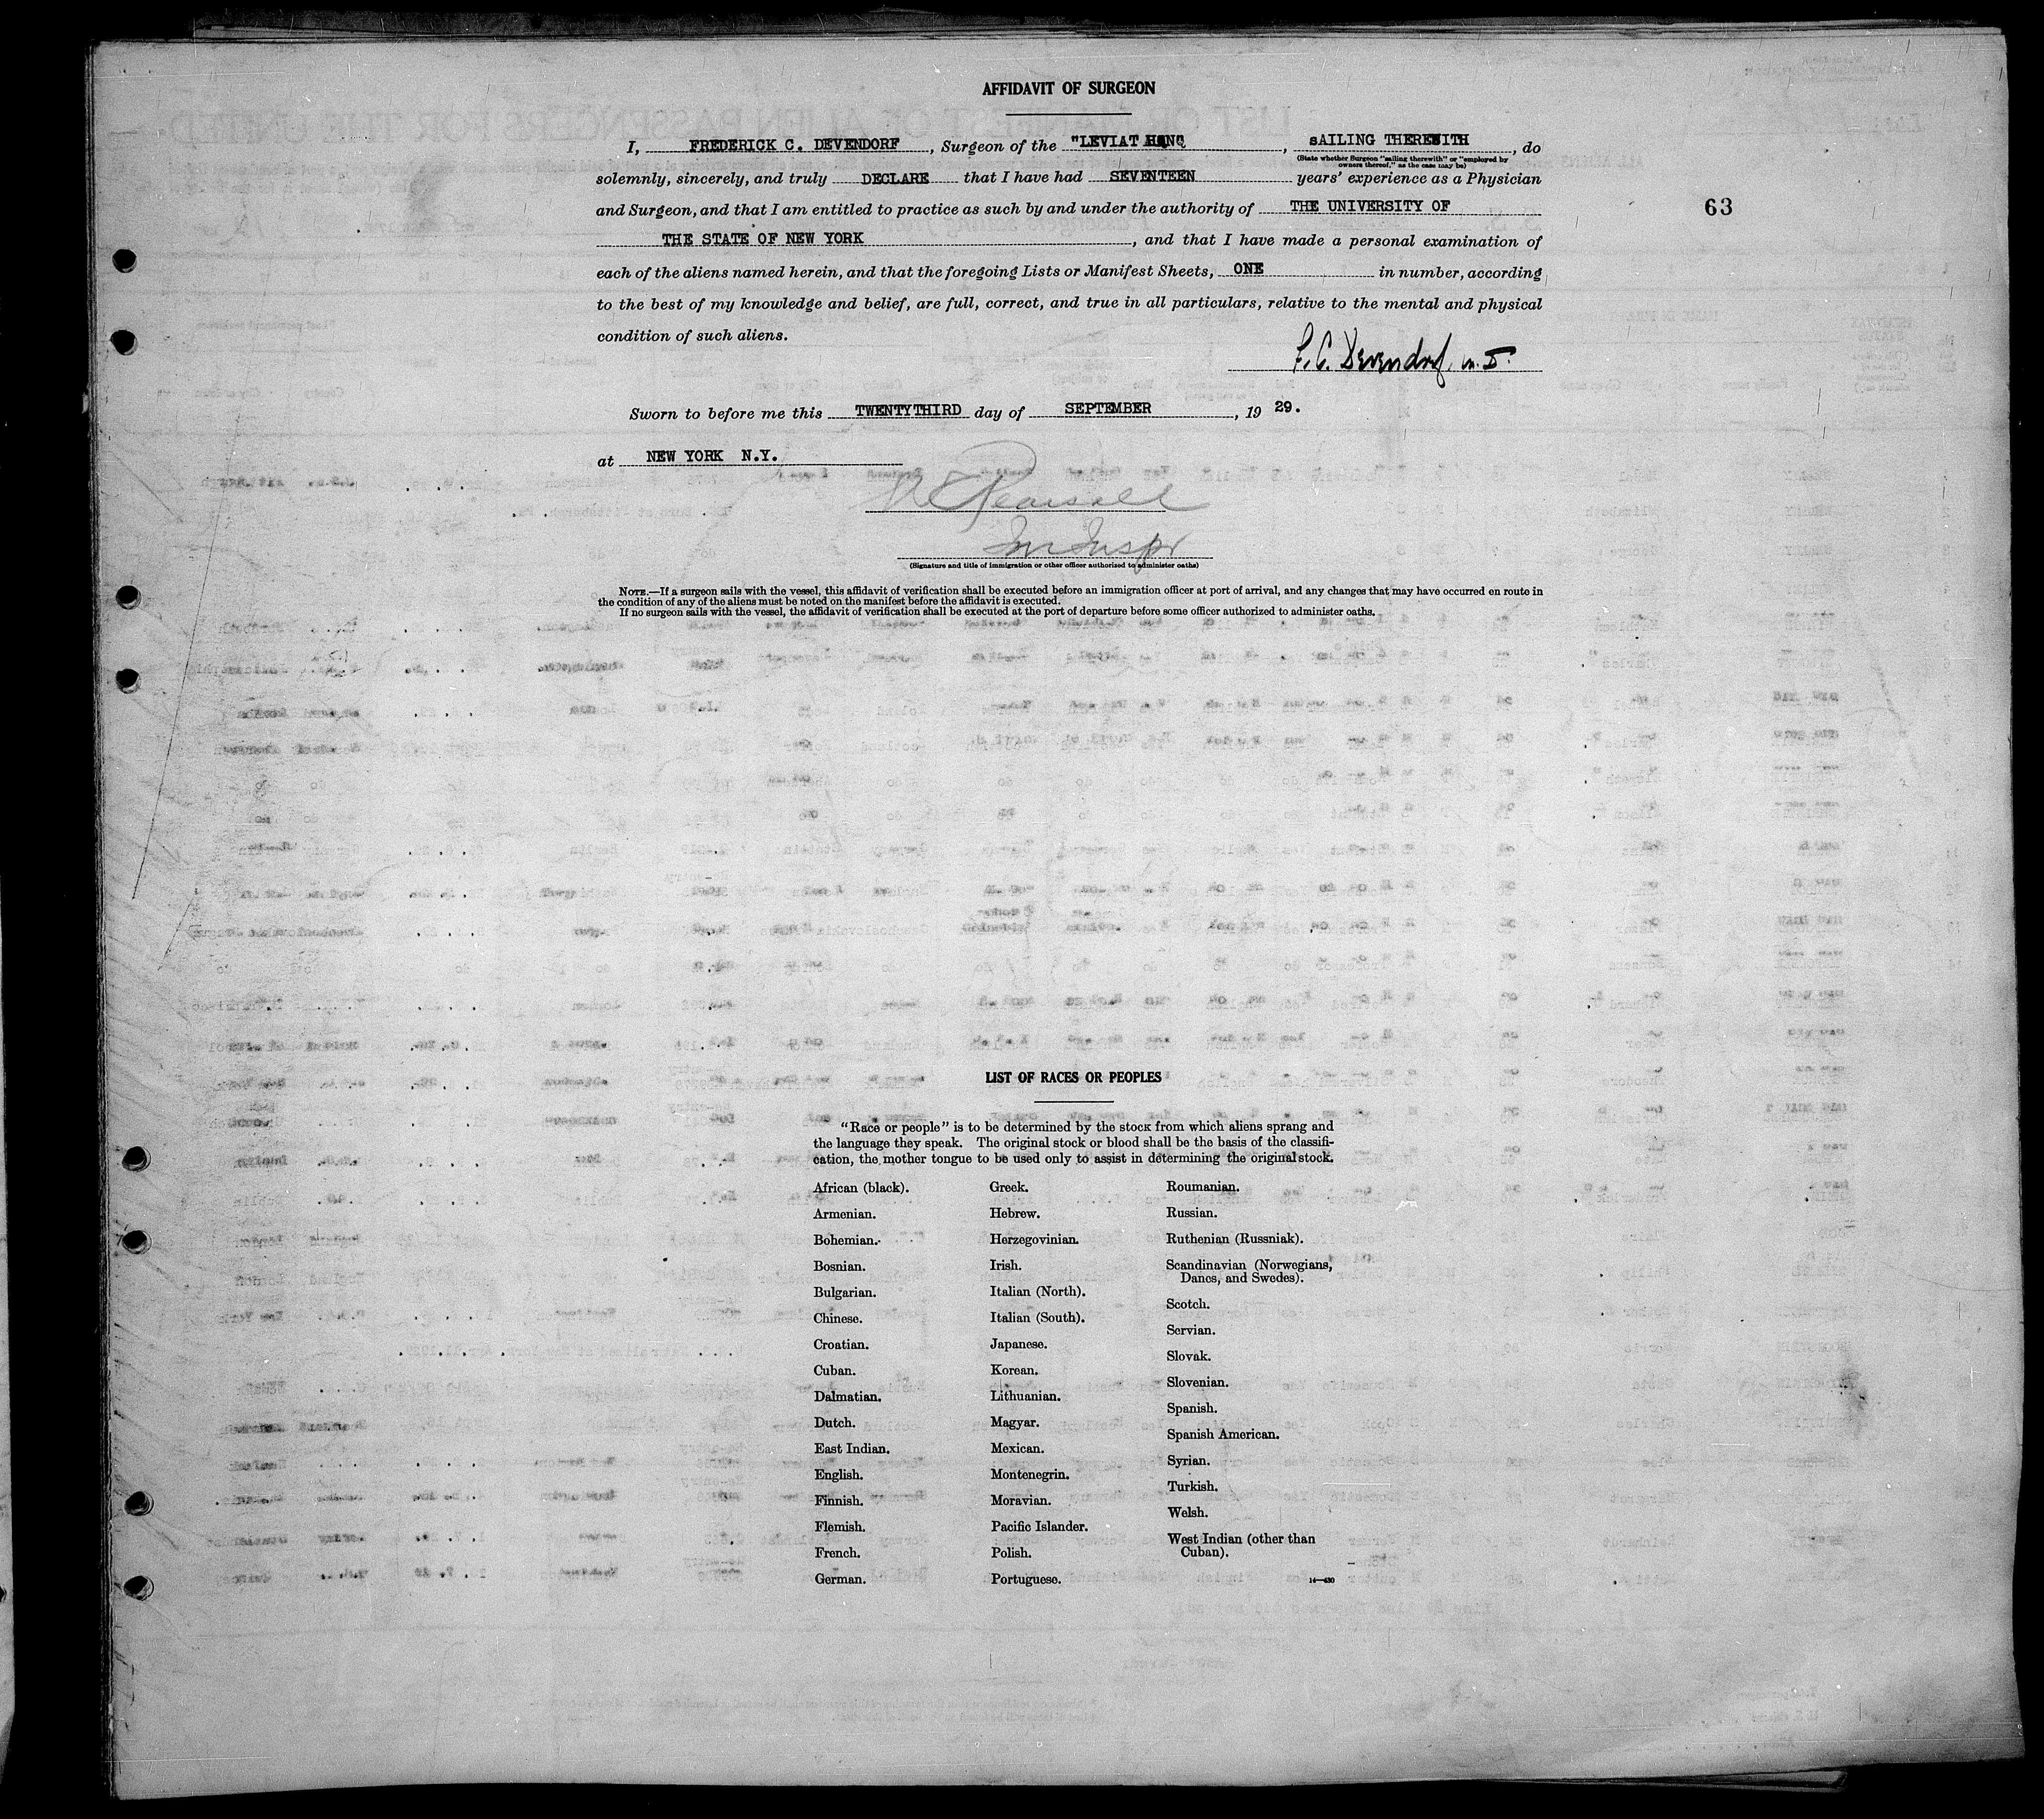 AFFIDAVIT OF SURGEON
I, FREDERICK C. DEVENDORF, Surgeon of the "LEVIATHAN", sAILING THEREWITH, do
(State whether Surgeon "sailing therewith" or "employed by
owners thereof," as the case may be)
solemnly, sincerely, and truly DECLARE that I have had SEVENTEEN years' experience as a Physician
and Surgeon, and that I am entitled to practice as such by and under the authority of THE UNIVERSITY OF
63
THE STATE OF NEW YORK, and that I have made a personal examination of
each of the aliens named herein, and that the foregoing Lists or Manifest Sheets, ONE in number, according
to the best of my knowledge and belief, are full, correct, and true in all particulars, relative to the mental and physical
condition of such aliens.
F. C. Devendorf, M.D.
Sworn to before me this TWENTYTHIRD day of SEPTEMBER, 19 29.
at NEW YORK N.Y.
Pearsall
Im Inspr
(Signature and title of immigration or other officer authorized to administer oaths)
NOTE.—If a surgeon sails with the vessel, this affidavit of verification shall be executed before an immigration officer at port of arrival, and any changes that may have occurred en route in
the condition of any of the aliens must be noted on the manifest before the affidavit is executed.
If no surgeon sails with the vessel, the affidavit of verification shall be executed at the port of departure before some officer authorized to administer oaths.
LIST OF RACES OR PEOPLES
"Race or people" is to be determined by the stock from which aliens sprang and
the language they speak. The original stock or blood shall be the basis of the classifi-
cation, the mother tongue to be used only to assist in determining the original stock.
African (black).
Armenian.
Bohemian.
Bosnian.
Bulgarian.
Chinese.
Croatian.
Cuban.
Dalmatian.
Dutch.
East Indian.
English.
Finnish.
Flemish.
French.
German.
Greek.
Hebrew.
Herzegovinian.
Irish.
Italian (North).
Italian (South).
Japanese.
Korean.
Lithuanian.
Magyar.
Mexican.
Montenegrin.
Moravian.
Pacific Islander.
Polish.
Portuguese.
Roumanian.
Russian.
Ruthenian (Russniak).
Scandinavian (Norwegians,
Danes, and Swedes).
Scotch.
Servian.
Slovak.
Slovenian.
Spanish.
Spanish American.
Syrian.
Turkish.
Welsh.
West Indian (other than
Cuban).
14—430